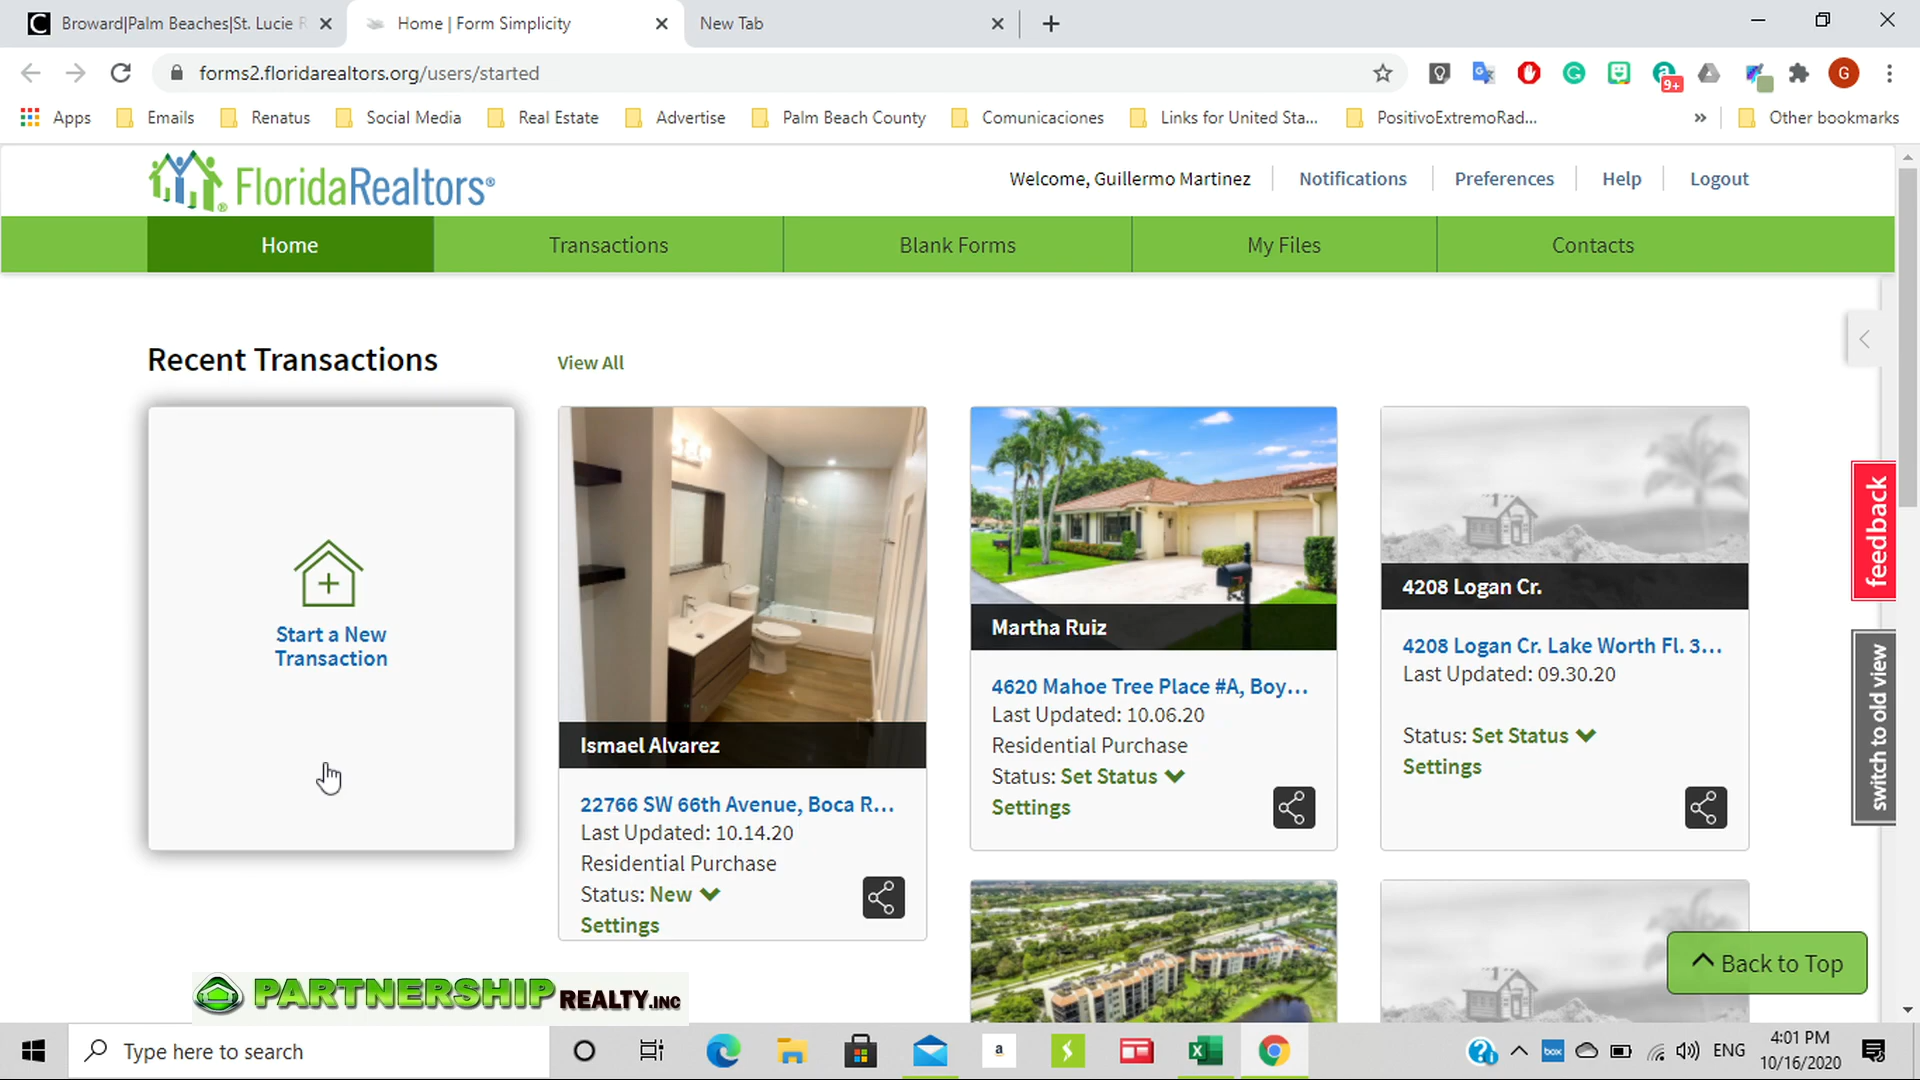 Broward|Palm Beaches|St. Lucie R
Home | Form Simplicity
New Tab
forms2.floridarealtors.org/users/started
9+
G
Apps
Emails
Renatus
Social Media
Real Estate
Advertise
Palm Beach County
Comunicaciones
Links for United Sta...
PositivoExtremoRad...
Other bookmarks
FloridaRealtors®
Welcome, Guillermo Martinez
Notifications
Preferences
Help
Logout
Home
Transactions
Blank Forms
My Files
Contacts
Recent Transactions
View All
Start a New
Transaction
Ismael Alvarez
22766 SW 66th Avenue, Boca R...
Last Updated: 10.14.20
Residential Purchase
Status: New
Settings
Martha Ruiz
4620 Mahoe Tree Place #A, Boy...
Last Updated: 10.06.20
Residential Purchase
Status: Set Status
Settings
4208 Logan Cr.
4208 Logan Cr. Lake Worth Fl. 3...
Last Updated: 09.30.20
Status: Set Status
Settings
feedback
switch to old view
Back to Top
PARTNERSHIP REALTY.INC
Type here to search
a
box
ENG
4:01 PM
10/16/2020